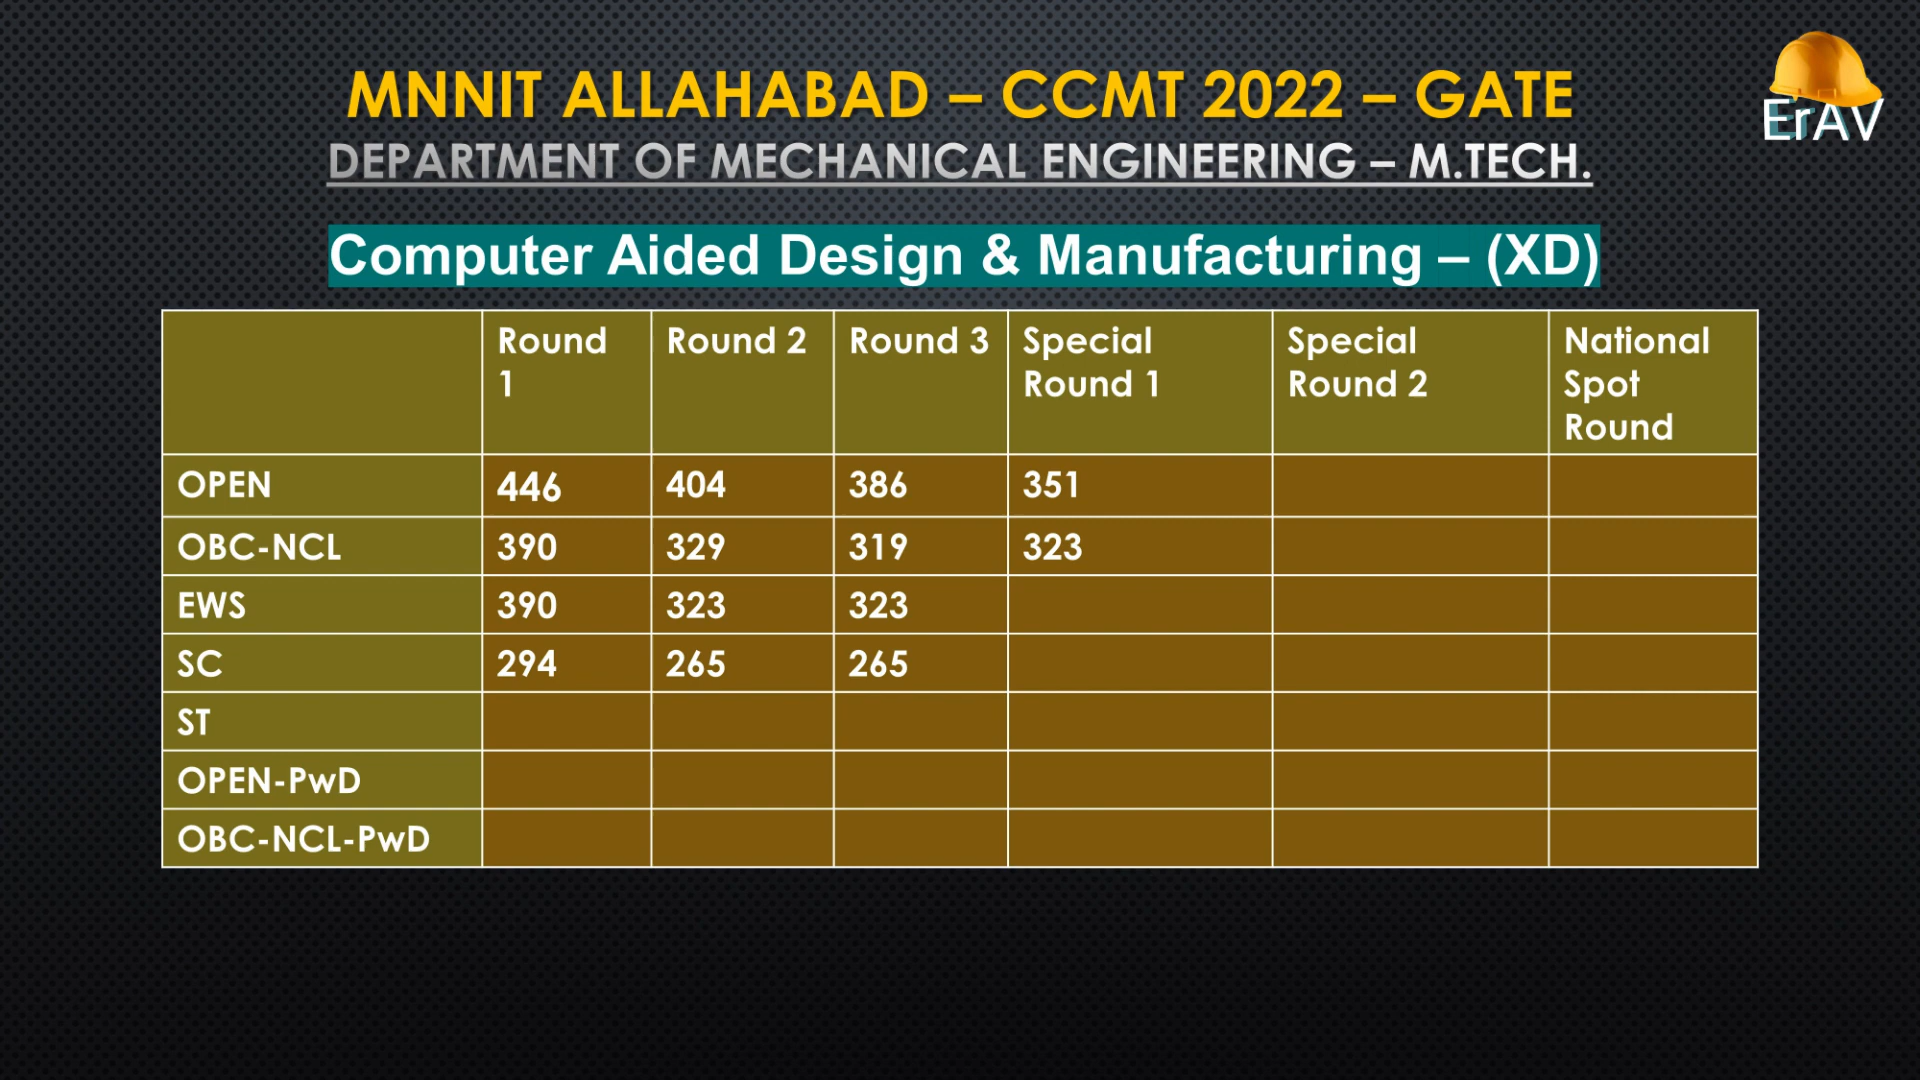 MNNIT ALLAHABAD – CCMT 2022 – GATE
ErAV
DEPARTMENT OF MECHANICAL ENGINEERING – M.TECH.
Computer Aided Design & Manufacturing – (XD)
Round 1 Round 2 Round 3 Special Round 1 Special Round 2 National Spot Round
OPEN 446 404 386 351
OBC-NCL 390 329 319 323
EWS 390 323 323
SC 294 265 265
ST
OPEN-PwD
OBC-NCL-PwD